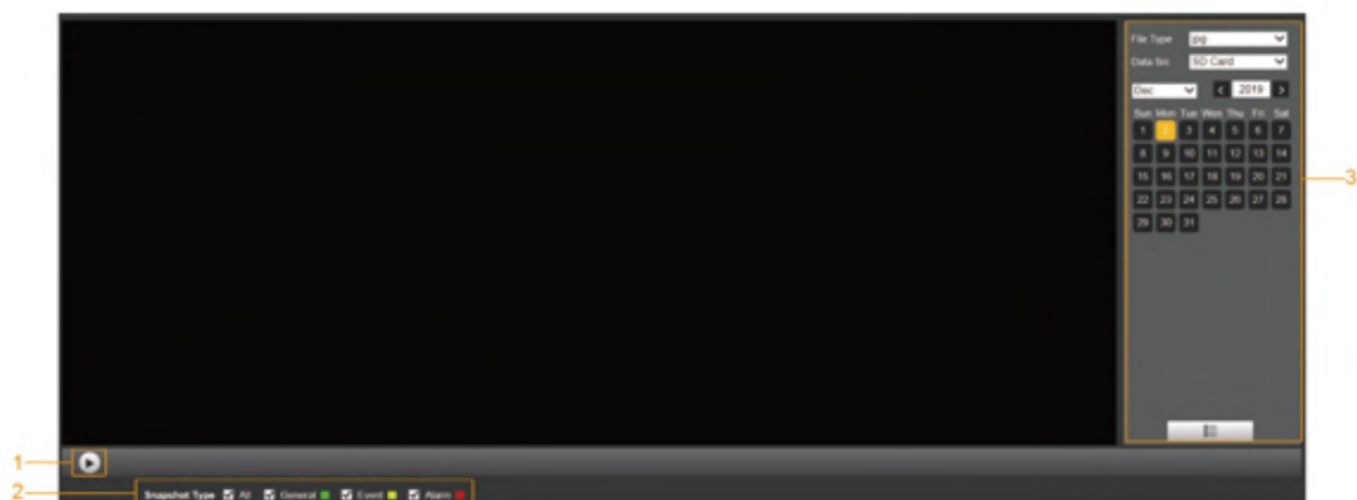 File Type jpg
Data Src SD Card
Dec < 2019 >
Sun Mon Tue Wen Thu Fri Sat
1 2 3 4 5 6 7
8 9 10 11 12 13 14
15 16 17 18 19 20 21
22 23 24 25 26 27 28
29 30 31
3
1
2
Snapshot Type All General Event Alarm